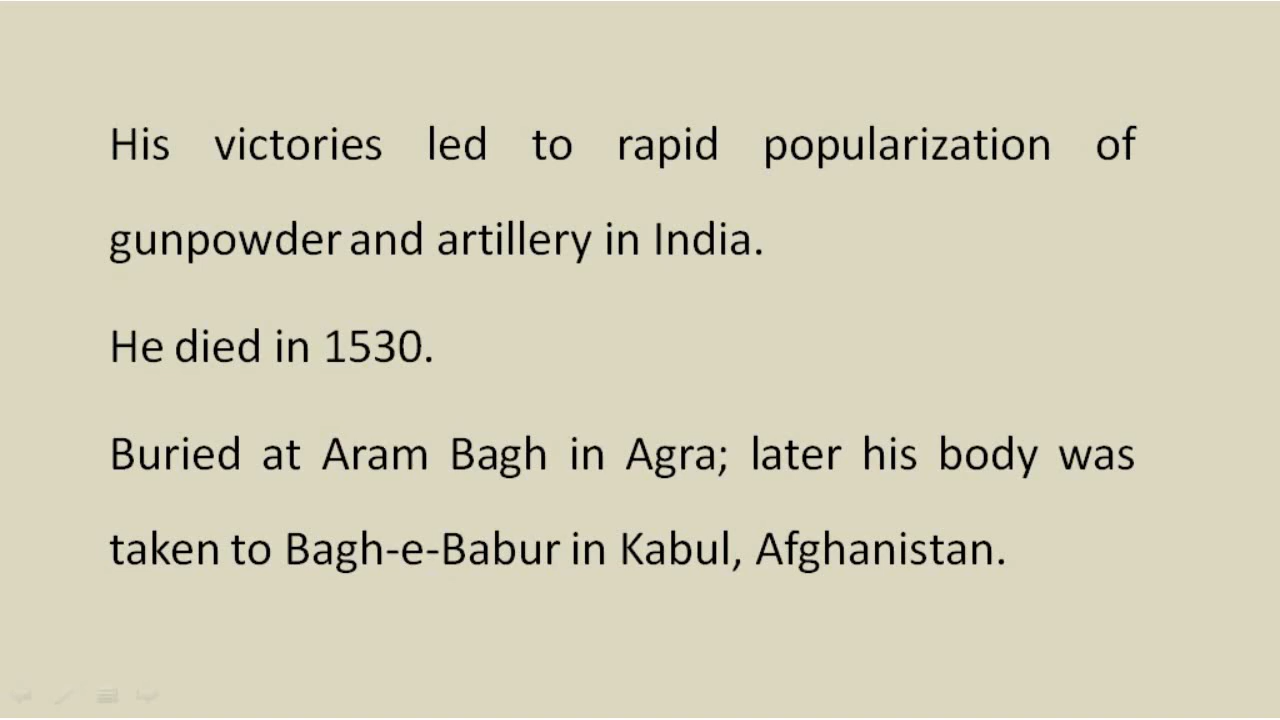 His victories led to rapid popularization of
gunpowder and artillery in India.
He died in 1530.
Buried at Aram Bagh in Agra; later his body was
taken to Bagh-e-Babur in Kabul, Afghanistan.